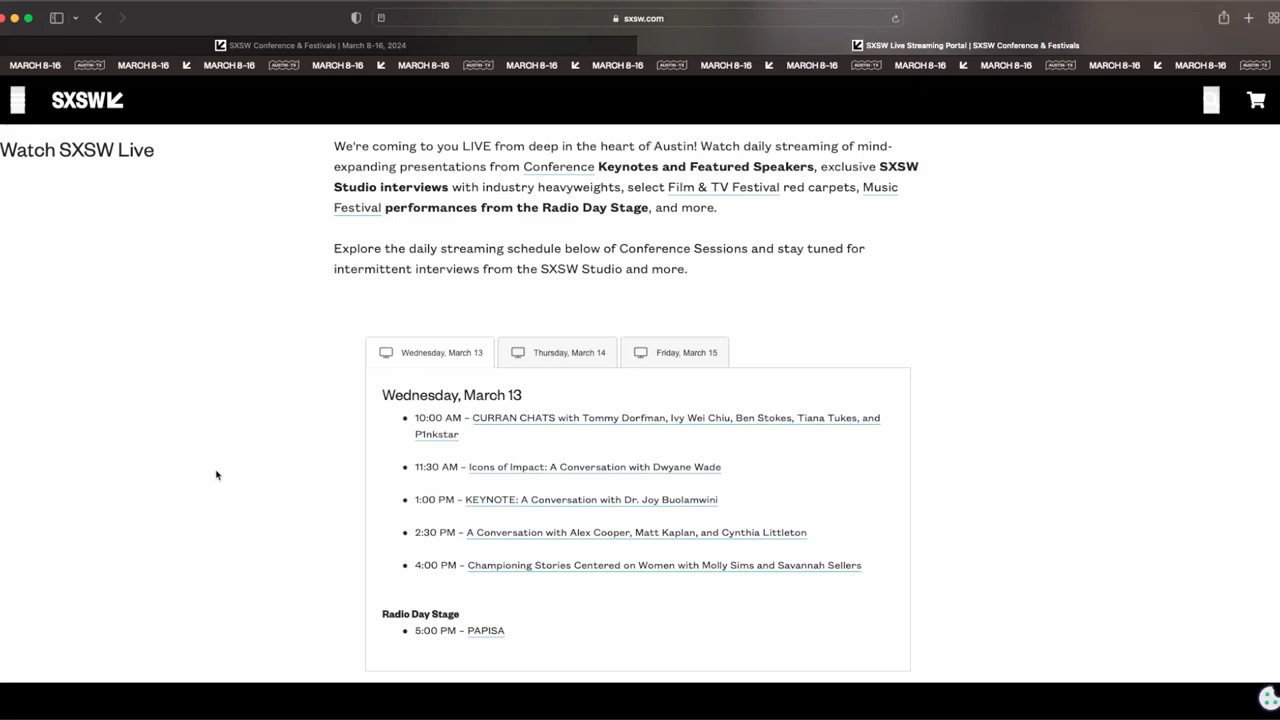 sxsw.com
SXSW Conference & Festivals | March 8-16, 2024
SXSW Live Streaming Portal | SXSW Conference & Festivals
MARCH 8-16 AUSTIN TX MARCH 8-16 MARCH 8-16 AUSTIN TX MARCH 8-16 MARCH 8-16 AUSTIN TX MARCH 8-16 MARCH 8-16 AUSTIN TX MARCH 8-16 MARCH 8-16 AUSTIN TX MARCH 8-16 MARCH 8-16 AUSTIN TX MARCH 8-16 MARCH 8-16 AUSTIN TX
SXSW
Watch SXSW Live
We're coming to you LIVE from deep in the heart of Austin! Watch daily streaming of mind-
expanding presentations from Conference Keynotes and Featured Speakers, exclusive SXSW
Studio interviews with industry heavyweights, select Film & TV Festival red carpets, Music
Festival performances from the Radio Day Stage, and more.
Explore the daily streaming schedule below of Conference Sessions and stay tuned for
intermittent interviews from the SXSW Studio and more.
Wednesday, March 13
Thursday, March 14
Friday, March 15
Wednesday, March 13
• 10:00 AM – CURRAN CHATS with Tommy Dorfman, Ivy Wei Chiu, Ben Stokes, Tiana Tukes, and
P1nkstar
• 11:30 AM – Icons of Impact: A Conversation with Dwyane Wade
• 1:00 PM – KEYNOTE: A Conversation with Dr. Joy Buolamwini
• 2:30 PM – A Conversation with Alex Cooper, Matt Kaplan, and Cynthia Littleton
• 4:00 PM – Championing Stories Centered on Women with Molly Sims and Savannah Sellers
Radio Day Stage
• 5:00 PM – PAPISA